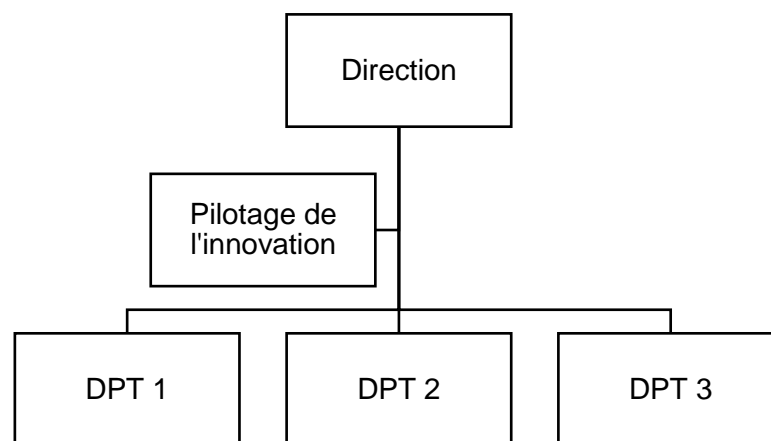 Direction
Pilotage de
l'innovation
DPT 1
DPT 2
DPT 3